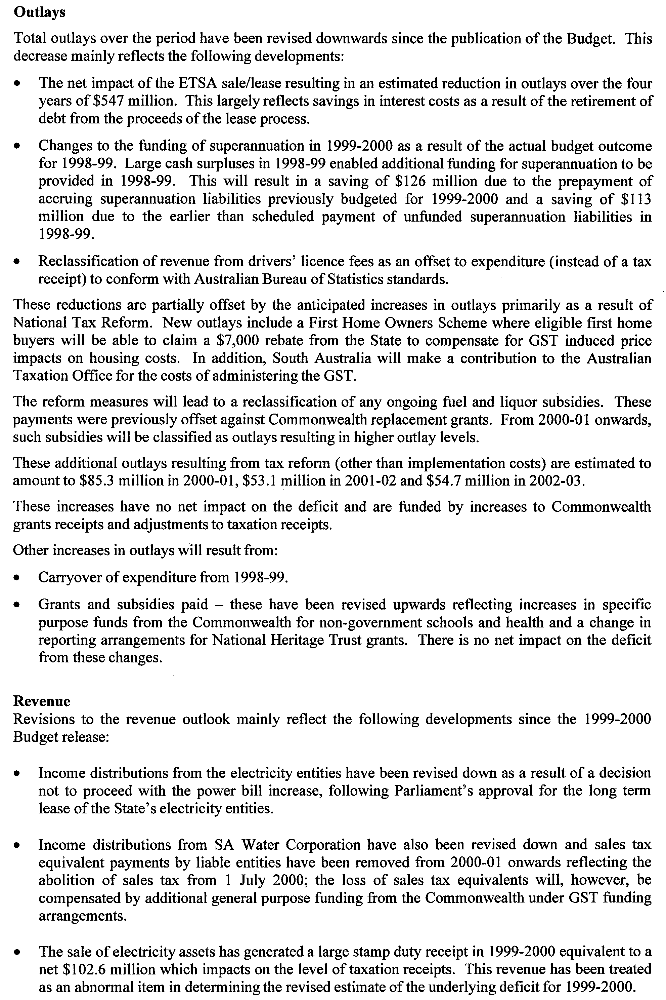 Outlays
Total outlays over the period have been revised downwards since the publication of the Budget. This
decrease mainly reflects the following developments:
• The net impact of the ETSA sale/lease resulting in an estimated reduction in outlays over the four
years of $547 million. This largely reflects savings in interest costs as a result of the retirement of
debt from the proceeds of the lease process.
• Changes to the funding of superannuation in 1999-2000 as a result of the actual budget outcome
for 1998-99. Large cash surpluses in 1998-99 enabled additional funding for superannuation to be
provided in 1998-99. This will result in a saving of $126 million due to the prepayment of
accruing superannuation liabilities previously budgeted for 1999-2000 and a saving of $113
million due to the earlier than scheduled payment of unfunded superannuation liabilities in
1998-99.
• Reclassification of revenue from drivers’ licence fees as an offset to expenditure (instead of a tax
receipt) to conform with Australian Bureau of Statistics standards.
These reductions are partially offset by the anticipated increases in outlays primarily as a result of
National Tax Reform. New outlays include a First Home Owners Scheme where eligible first home
buyers will be able to claim a $7,000 rebate from the State to compensate for GST induced price
impacts on housing costs. In addition, South Australia will make a contribution to the Australian
Taxation Office for the costs of administering the GST.
The reform measures will lead to a reclassification of any ongoing fuel and liquor subsidies. These
payments were previously offset against Commonwealth replacement grants. From 2000-01 onwards,
such subsidies will be classified as outlays resulting in higher outlay levels.
These additional outlays resulting from tax reform (other than implementation costs) are estimated to
amount to $85.3 million in 2000-01, $53.1 million in 2001-02 and $54.7 million in 2002-03.
These increases have no net impact on the deficit and are funded by increases to Commonwealth
grants receipts and adjustments to taxation receipts.
Other increases in outlays will result from:
• Carryover of expenditure from 1998-99.
• Grants and subsidies paid – these have been revised upwards reflecting increases in specific
purpose funds from the Commonwealth for non-government schools and health and a change in
reporting arrangements for National Heritage Trust grants. There is no net impact on the deficit
from these changes.
Revenue
Revisions to the revenue outlook mainly reflect the following developments since the 1999-2000
Budget release:
• Income distributions from the electricity entities have been revised down as a result of a decision
not to proceed with the power bill increase, following Parliament’s approval for the long term
lease of the State’s electricity entities.
• Income distributions from SA Water Corporation have also been revised down and sales tax
equivalent payments by liable entities have been removed from 2000-01 onwards reflecting the
abolition of sales tax from 1 July 2000; the loss of sales tax equivalents will, however, be
compensated by additional general purpose funding from the Commonwealth under GST funding
arrangements.
• The sale of electricity assets has generated a large stamp duty receipt in 1999-2000 equivalent to a
net $102.6 million which impacts on the level of taxation receipts. This revenue has been treated
as an abnormal item in determining the revised estimate of the underlying deficit for 1999-2000.